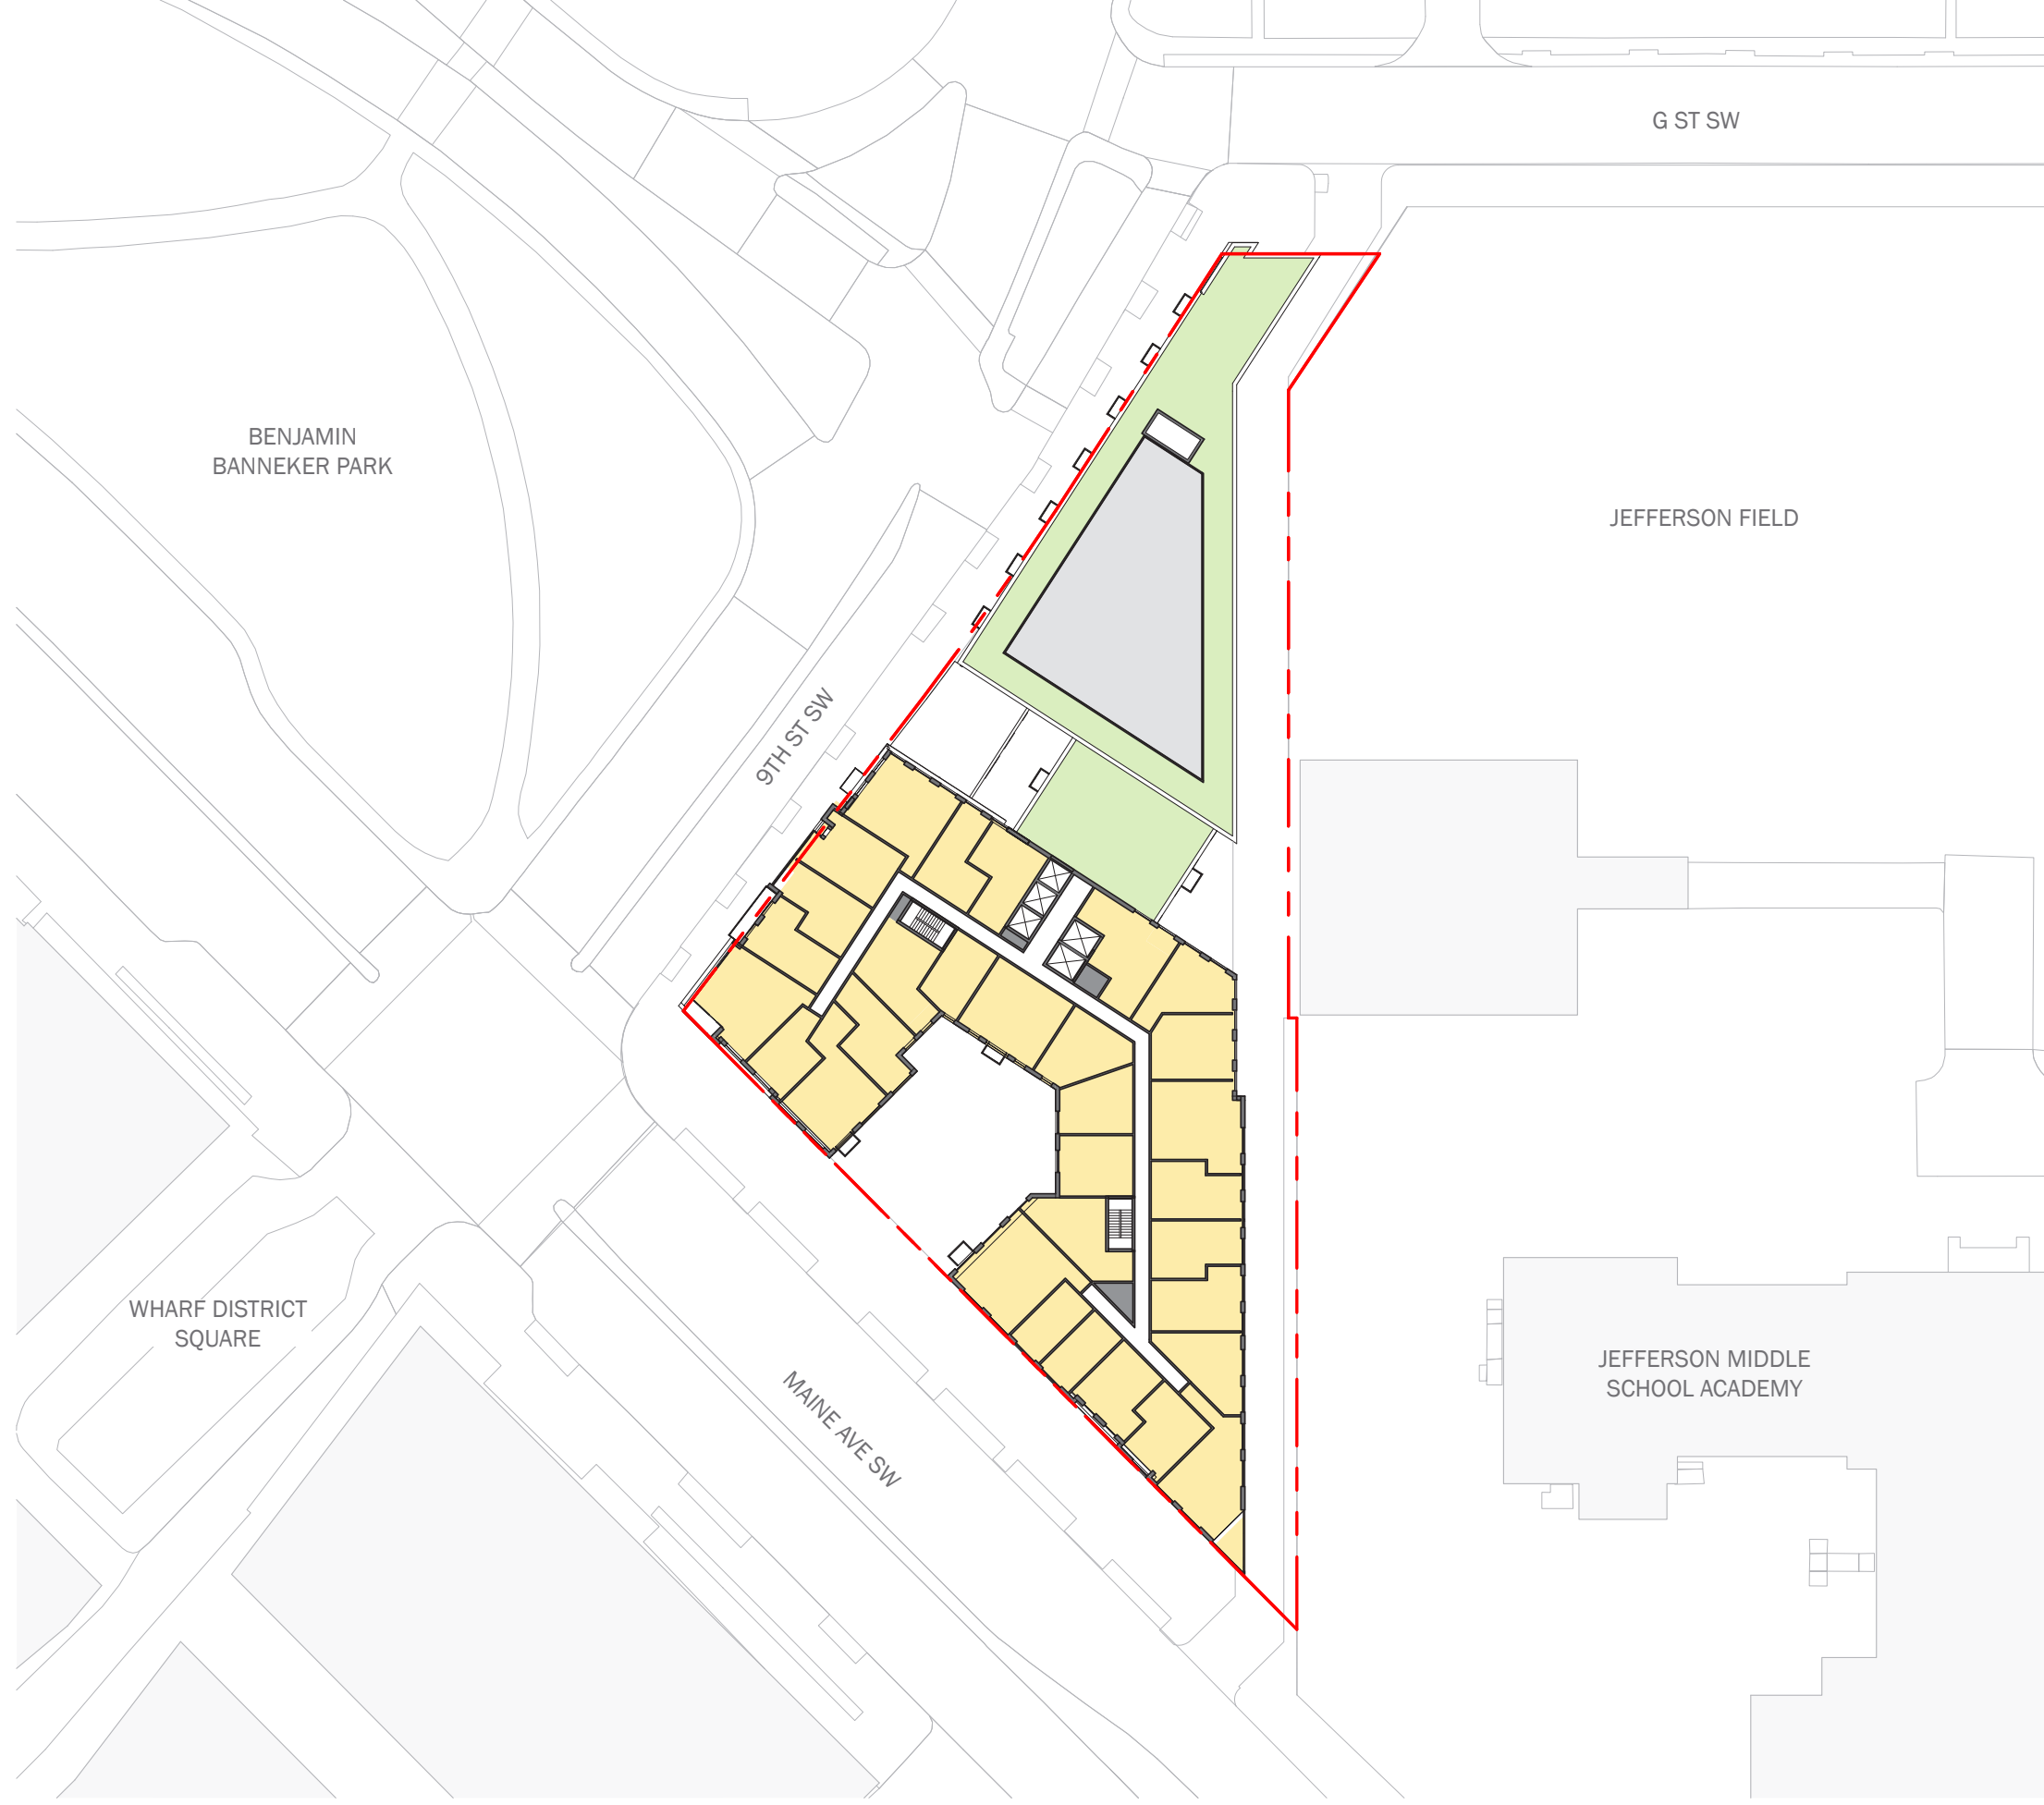 G ST SW
BENJAMIN
BANNEKER PARK
JEFFERSON FIELD
9TH ST SW
WHARF DISTRICT
SQUARE
MAINE AVE SW
JEFFERSON MIDDLE
SCHOOL ACADEMY